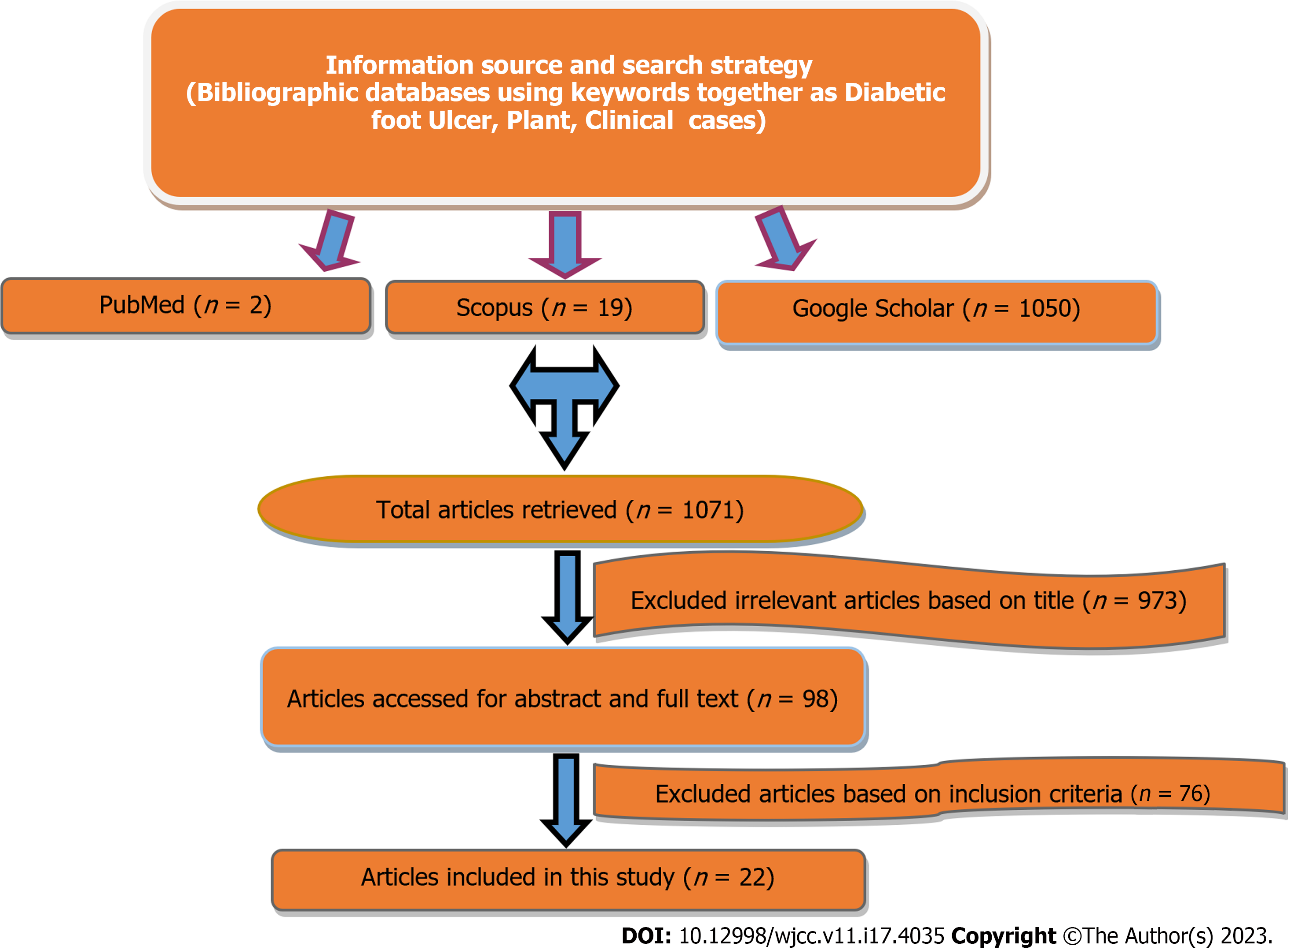 Information source and search strategy
(Bibliographic databases using keywords together as Diabetic
foot Ulcer, Plant, Clinical  cases)
PubMed (n = 2)
Scopus (n = 19)
Google Scholar (n = 1050)
Total articles retrieved (n = 1071)
Excluded irrelevant articles based on title (n = 973)
Articles accessed for abstract and full text (n = 98)
Excluded articles based on inclusion criteria (n = 76)
Articles included in this study (n = 22)
DOI: 10.12998/wjcc.v11.i17.4035 Copyright ©The Author(s) 2023.